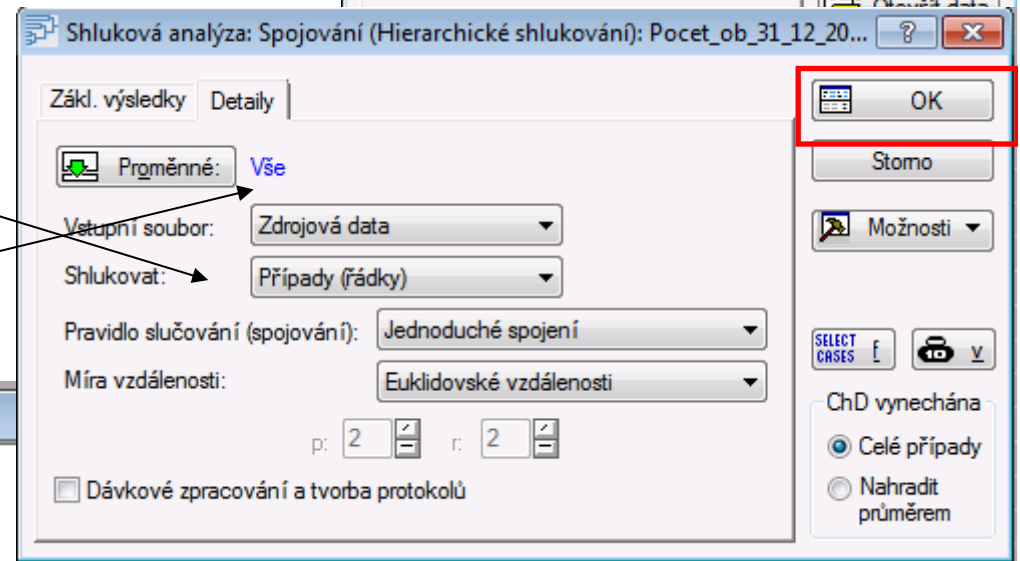 Otevřít data
Shluková analýza: Spojování (Hierarchické shlukování): Pocet_ob_31_12_20...
Zákl. výsledky Detaily
OK
Proměnné: Vše
Storno
Vstupní soubor: Zdrojová data
Možnosti
Shlukovat: Případy (řádky)
Pravidlo slučování (spojování): Jednoduché spojení
SELECT CASES f v
Míra vzdálenosti: Euklidovské vzdálenosti
ChD vynechána
p: 2 r: 2
Celé případy
Dávkové zpracování a tvorba protokolů
Nahradit
průměrem